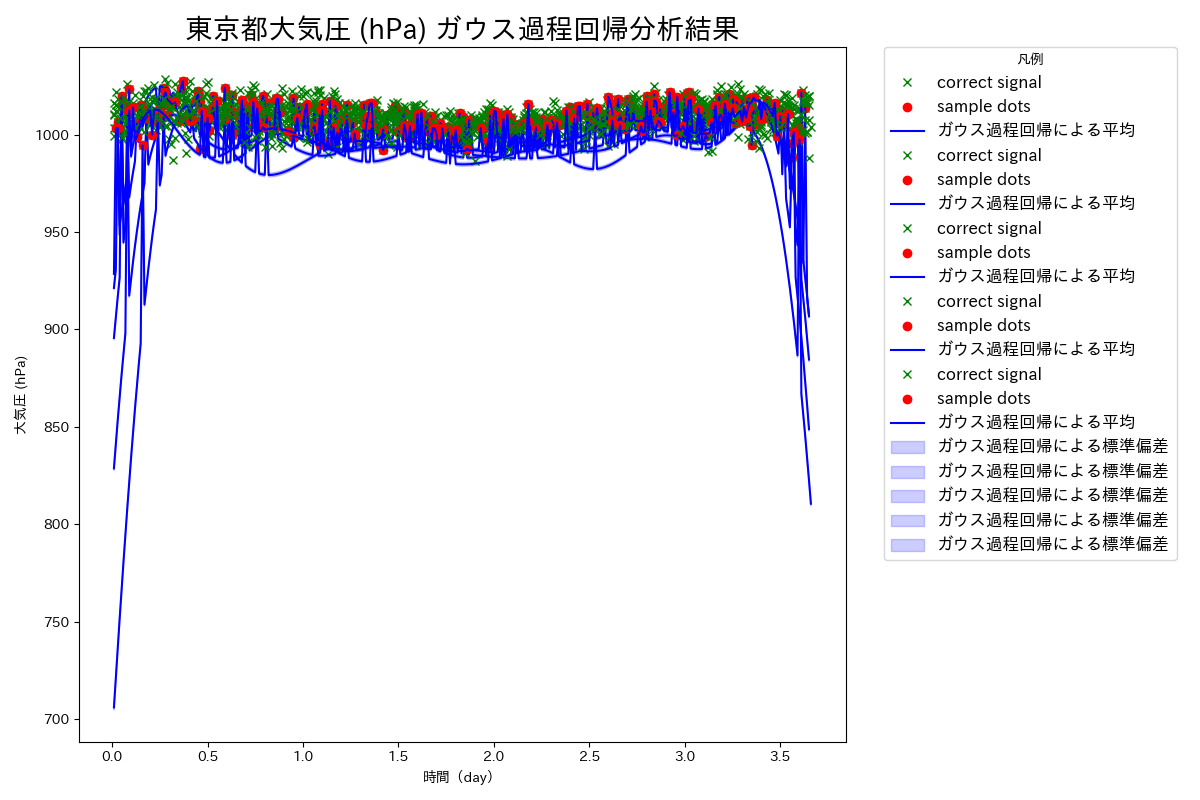 東京都大気圧 (hPa) ガウス過程回帰分析結果
大気圧 (hPa)
1000
950
900
850
800
750
700
0.0
0.5
1.0
1.5
2.0
2.5
3.0
3.5
時間（day）
凡例
correct signal
sample dots
ガウス過程回帰による平均
correct signal
sample dots
ガウス過程回帰による平均
correct signal
sample dots
ガウス過程回帰による平均
correct signal
sample dots
ガウス過程回帰による平均
correct signal
sample dots
ガウス過程回帰による平均
ガウス過程回帰による標準偏差
ガウス過程回帰による標準偏差
ガウス過程回帰による標準偏差
ガウス過程回帰による標準偏差
ガウス過程回帰による標準偏差